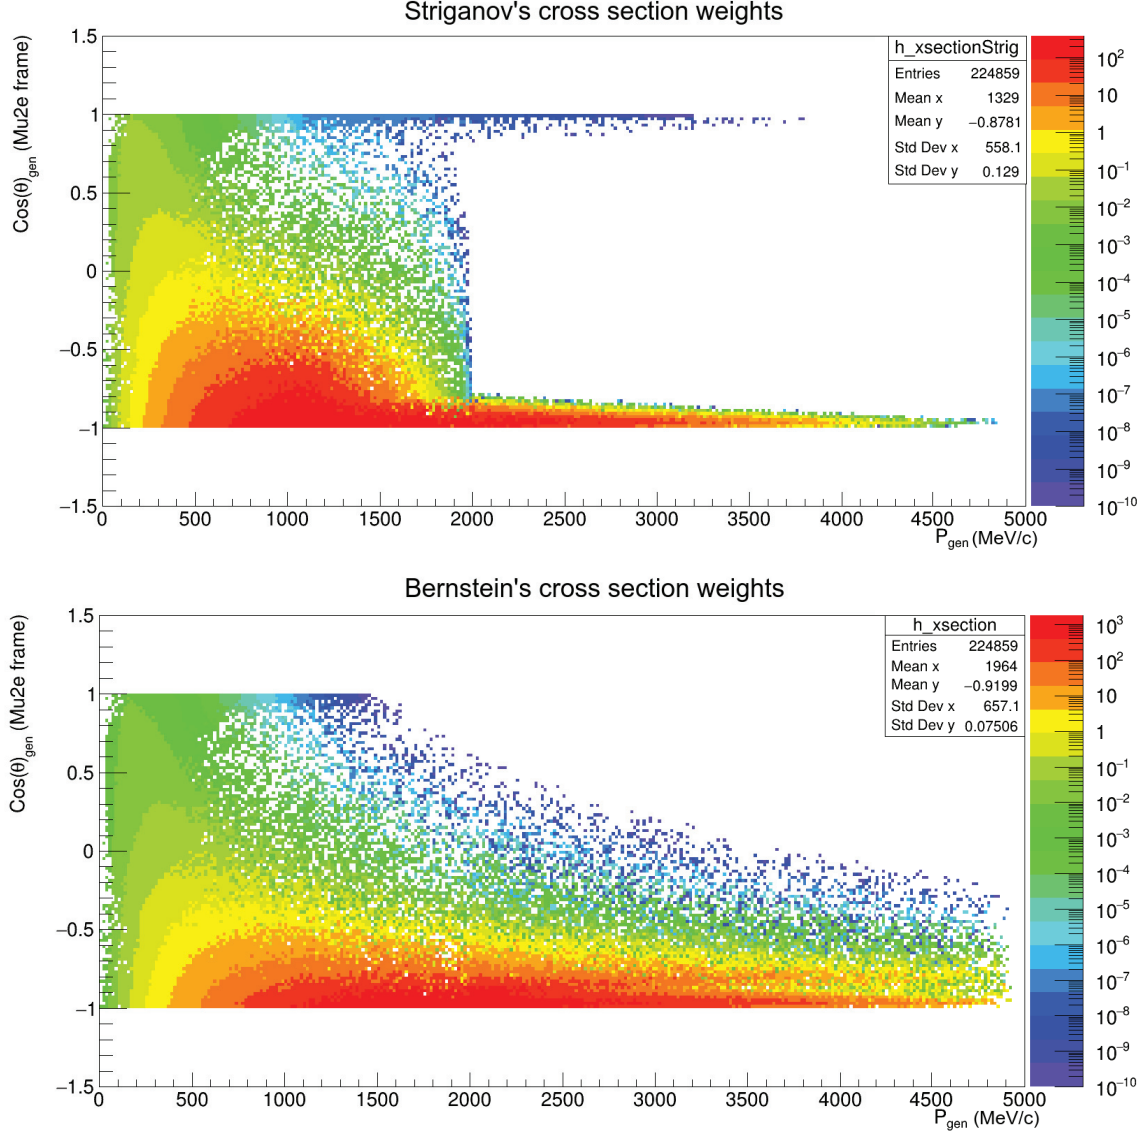 Striganov's cross section weights
Cos(θ)gen (Mu2e frame)
1.5
1
0.5
0
−0.5
−1
−1.5
h_xsectionStrig
Entries 224859
Mean x 1329
Mean y −0.8781
Std Dev x 558.1
Std Dev y 0.129
10²
10
1
10⁻¹
10⁻²
10⁻³
10⁻⁴
10⁻⁵
10⁻⁶
10⁻⁷
10⁻⁸
10⁻⁹
10⁻¹⁰
0 500 1000 1500 2000 2500 3000 3500 4000 4500 5000
Pgen (MeV/c)
Bernstein's cross section weights
Cos(θ)gen (Mu2e frame)
1.5
1
0.5
0
−0.5
−1
−1.5
h_xsection
Entries 224859
Mean x 1964
Mean y −0.9199
Std Dev x 657.1
Std Dev y 0.07506
10³
10²
10
1
10⁻¹
10⁻²
10⁻³
10⁻⁴
10⁻⁵
10⁻⁶
10⁻⁷
10⁻⁸
10⁻⁹
10⁻¹⁰
0 500 1000 1500 2000 2500 3000 3500 4000 4500 5000
Pgen (MeV/c)